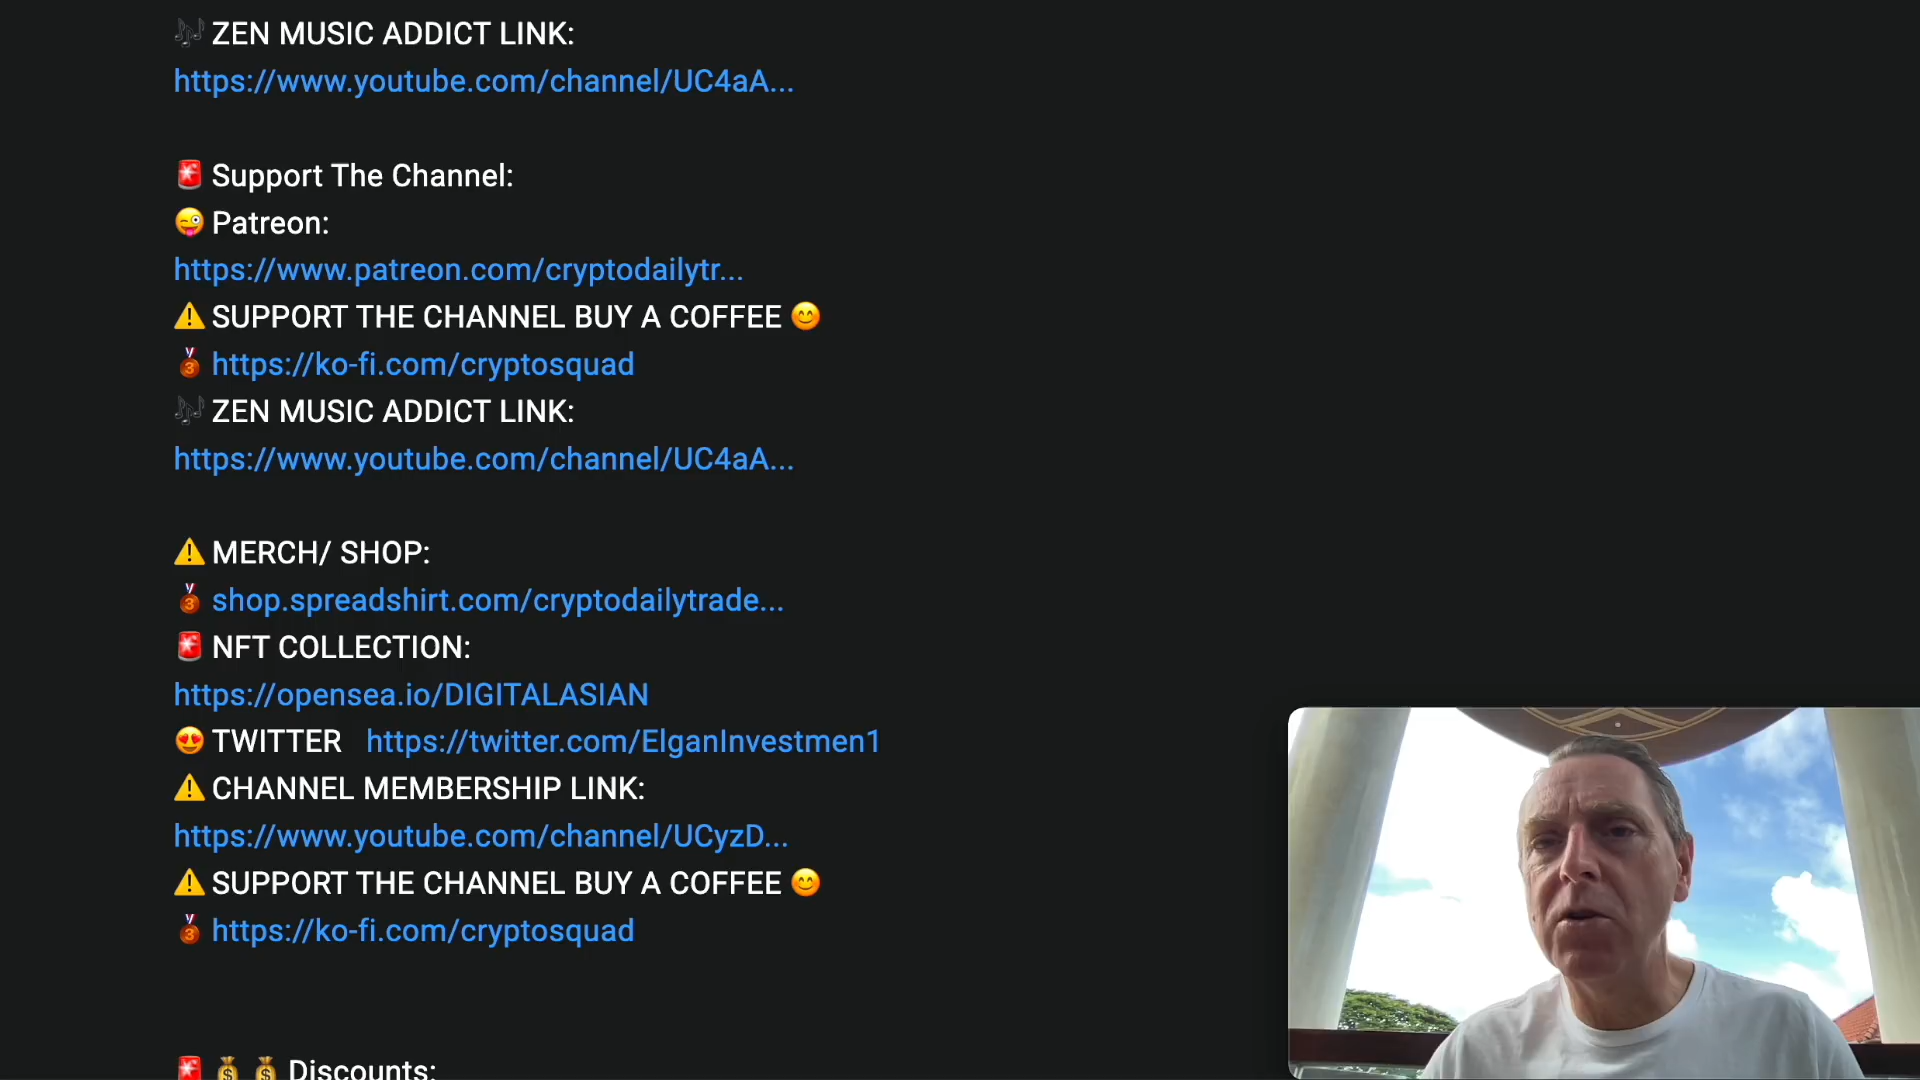 🎶 ZEN MUSIC ADDICT LINK:
https://www.youtube.com/channel/UC4aA...
🚨 Support The Channel:
😜 Patreon:
https://www.patreon.com/cryptodailytr...
⚠️ SUPPORT THE CHANNEL BUY A COFFEE 😊
🥉 https://ko-fi.com/cryptosquad
🎶 ZEN MUSIC ADDICT LINK:
https://www.youtube.com/channel/UC4aA...
⚠️ MERCH/ SHOP:
🥉 shop.spreadshirt.com/cryptodailytrade...
🚨 NFT COLLECTION:
https://opensea.io/DIGITALASIAN
😍 TWITTER https://twitter.com/ElganInvestmen1
⚠️ CHANNEL MEMBERSHIP LINK:
https://www.youtube.com/channel/UCyzD...
⚠️ SUPPORT THE CHANNEL BUY A COFFEE 😊
🥉 https://ko-fi.com/cryptosquad
🚨 💰 💰 Discounts: